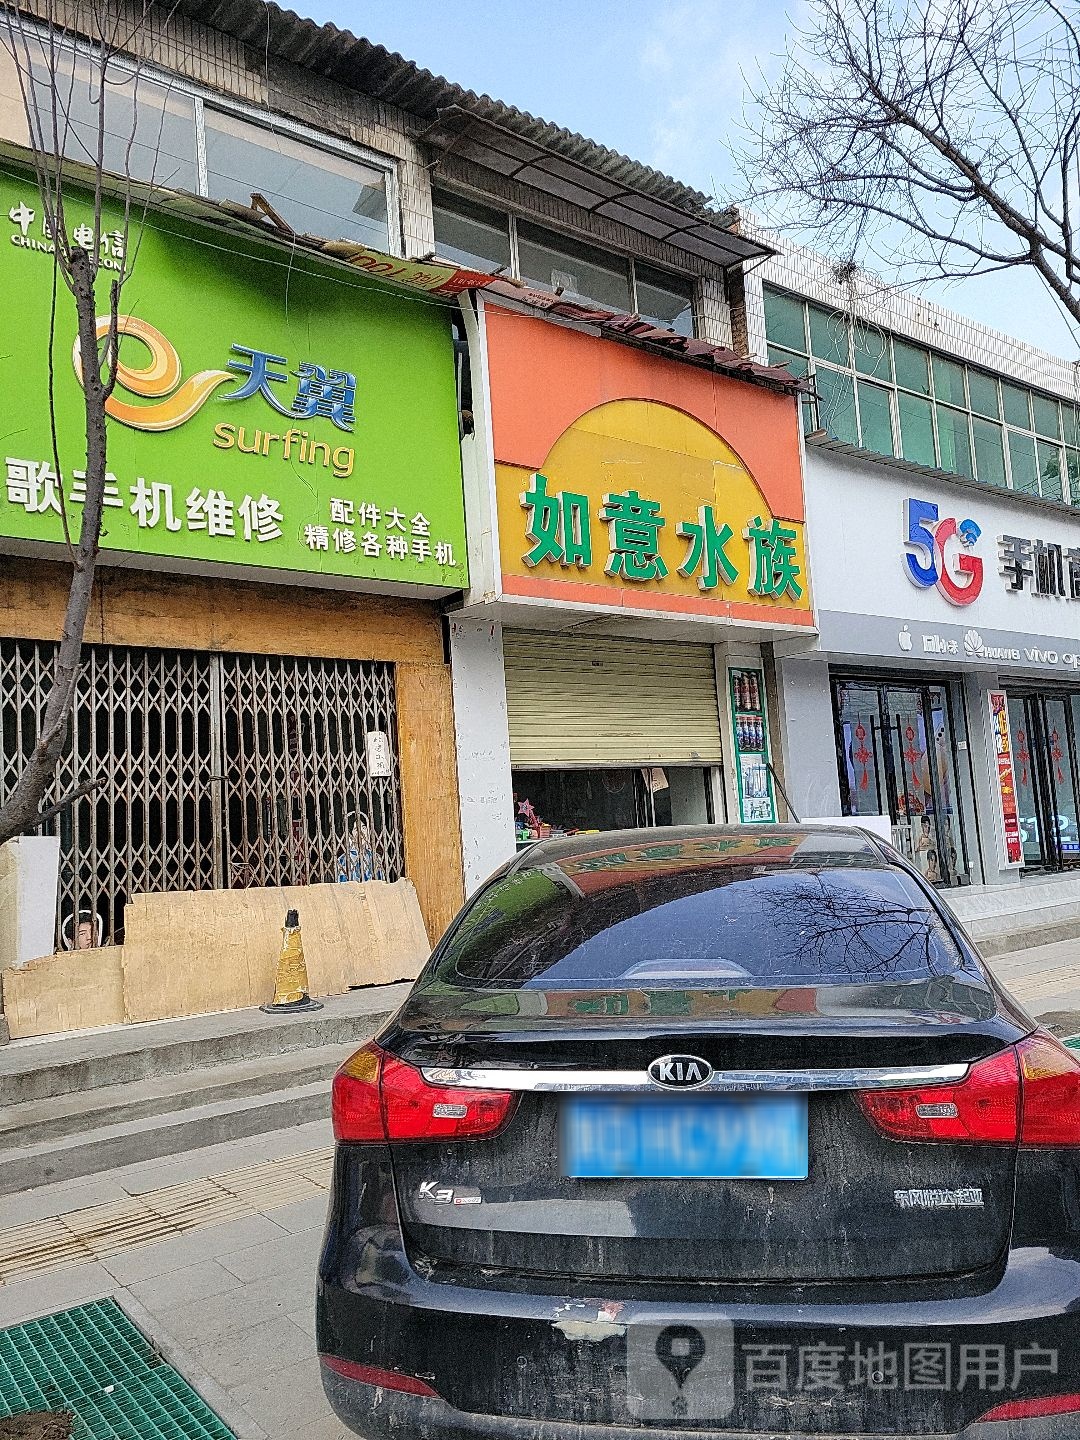 中国电信
CHINA TELECOM
天翼
surfing
歌手机维修
配件大全
精修各种手机
如意水族
5G
手机
HUAWEI vivo
KIA
K3
东风悦达起亚
百度地图用户